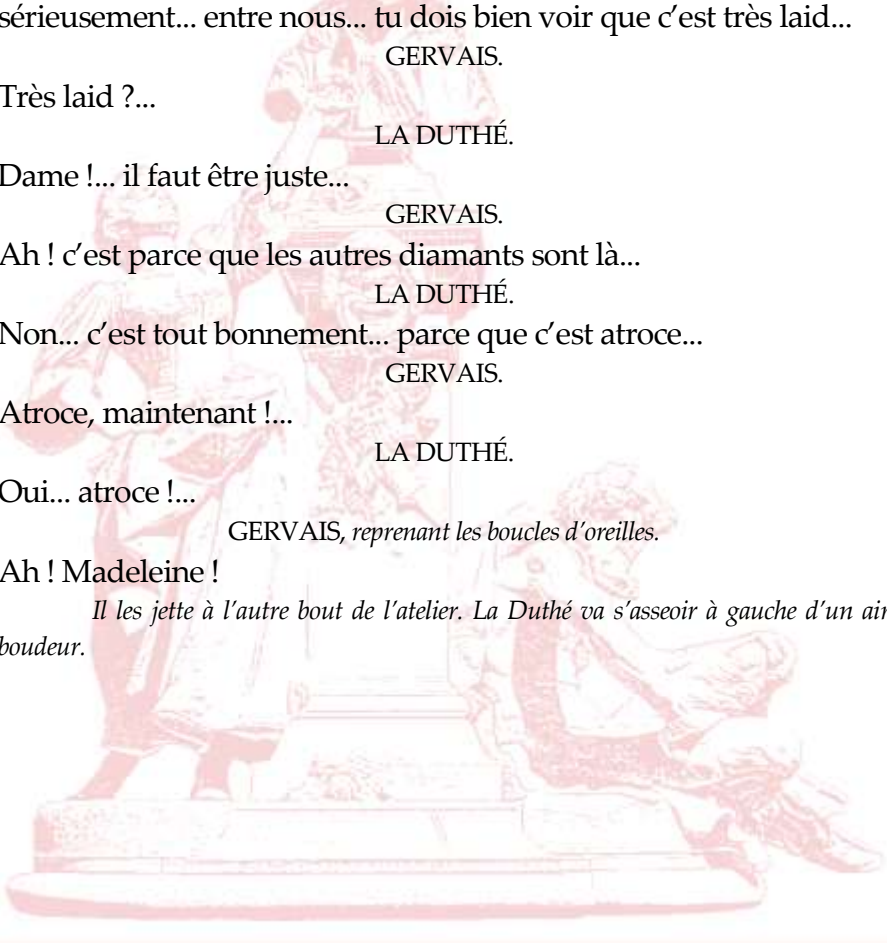 sérieusement... entre nous... tu dois bien voir que c’est très laid...
GERVAIS.
Très laid ?...
LA DUTHÉ.
Dame !... il faut être juste...
GERVAIS.
Ah ! c’est parce que les autres diamants sont là...
LA DUTHÉ.
Non... c’est tout bonnement... parce que c’est atroce...
GERVAIS.
Atroce, maintenant !...
LA DUTHÉ.
Oui... atroce !...
GERVAIS, reprenant les boucles d’oreilles.
Ah ! Madeleine !
Il les jette à l’autre bout de l’atelier. La Duthé va s’asseoir à gauche d’un air
boudeur.